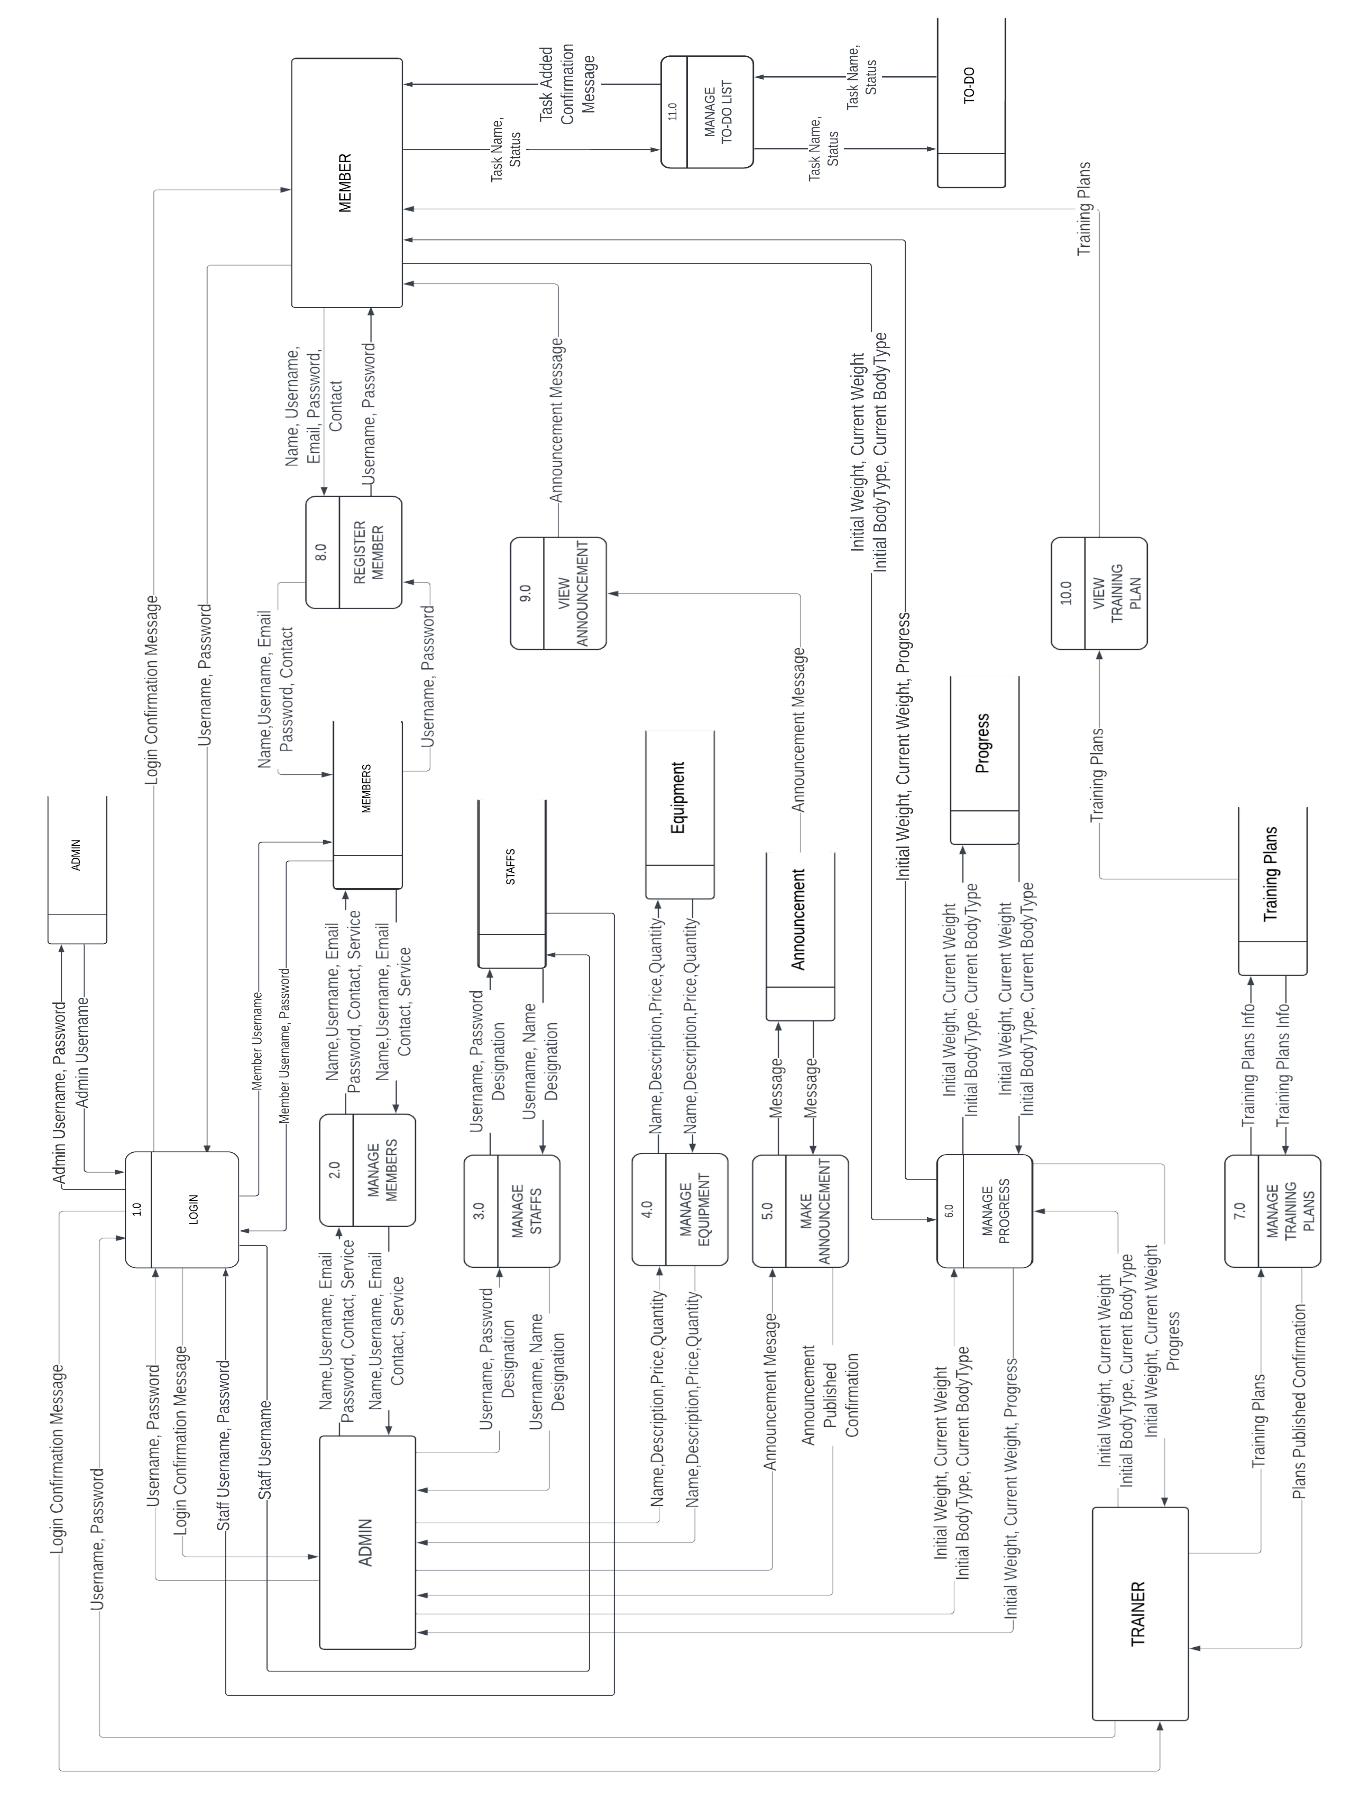 Login Confirmation Message
Username, Password
Admin Username, Password
Admin Username
ADMIN
1.0
LOGIN
Username, Password
Login Confirmation Message
Staff Username, Password
Staff Username
Login Confirmation Message
Username, Password
Member Username
Member Username, Password
ADMIN
Name,Username, Email
Password, Contact, Service
Name,Username, Email
Contact, Service
2.0
MANAGE
MEMBERS
Name,Username, Email
Password, Contact, Service
Name,Username, Email
Contact, Service
MEMBERS
Name,Username, Email
Password, Contact
Username, Password
8.0
REGISTER
MEMBER
Name, Username,
Email, Password,
Contact
Username, Password
MEMBER
Username, Password
Designation
Username, Name
Designation
3.0
MANAGE
STAFFS
Username, Password
Designation
Username, Name
Designation
STAFFS
9.0
VIEW
ANNOUNCEMENT
Announcement Message
Task Name,
Status
Task Added
Confirmation
Message
Name,Description,Price,Quantity
Name,Description,Price,Quantity
4.0
MANAGE
EQUIPMENT
Name,Description,Price,Quantity
Name,Description,Price,Quantity
Equipment
11.0
MANAGE
TO-DO LIST
Announcement Mesage
Announcement
Published
Confirmation
5.0
MAKE
ANNOUNCEMENT
Message
Message
Announcement
Announcement Message
Task Name,
Status
Task Name,
Status
TO-DO
Initial Weight, Current Weight
Initial BodyType, Current BodyType
Initial Weight, Current Weight, Progress
Initial Weight, Current Weight
Initial BodyType, Current BodyType
Initial Weight, Current Weight, Progress
6.0
MANAGE
PROGRESS
Initial Weight, Current Weight
Initial BodyType, Current BodyType
Initial Weight, Current Weight
Initial BodyType, Current BodyType
Progress
10.0
VIEW
TRAINING
PLAN
Training Plans
Training Plans
TRAINER
Initial Weight, Current Weight
Initial BodyType, Current BodyType
Initial Weight, Current Weight
Progress
Training Plans
Plans Published Confirmation
7.0
MANAGE
TRAINING
PLANS
Training Plans Info
Training Plans Info
Training Plans